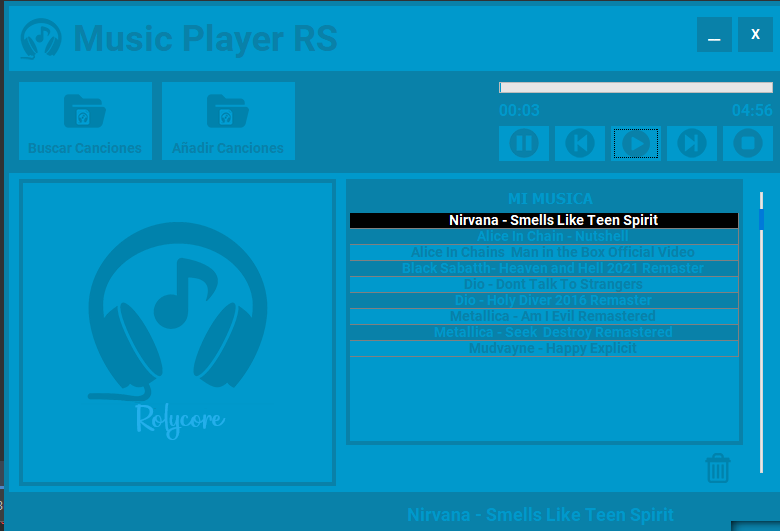 Music Player RS
_ X
Buscar Canciones
Añadir Canciones
00:03 04:56
MI MUSICA
Nirvana - Smells Like Teen Spirit
Alice In Chain - Nutshell
Alice In Chains Man in the Box Official Video
Black Sabatth- Heaven and Hell 2021 Remaster
Dio - Dont Talk To Strangers
Dio - Holy Diver 2016 Remaster
Metallica - Am I Evil Remastered
Metallica - Seek Destroy Remastered
Mudvayne - Happy Explicit
Rolycore
Nirvana - Smells Like Teen Spirit